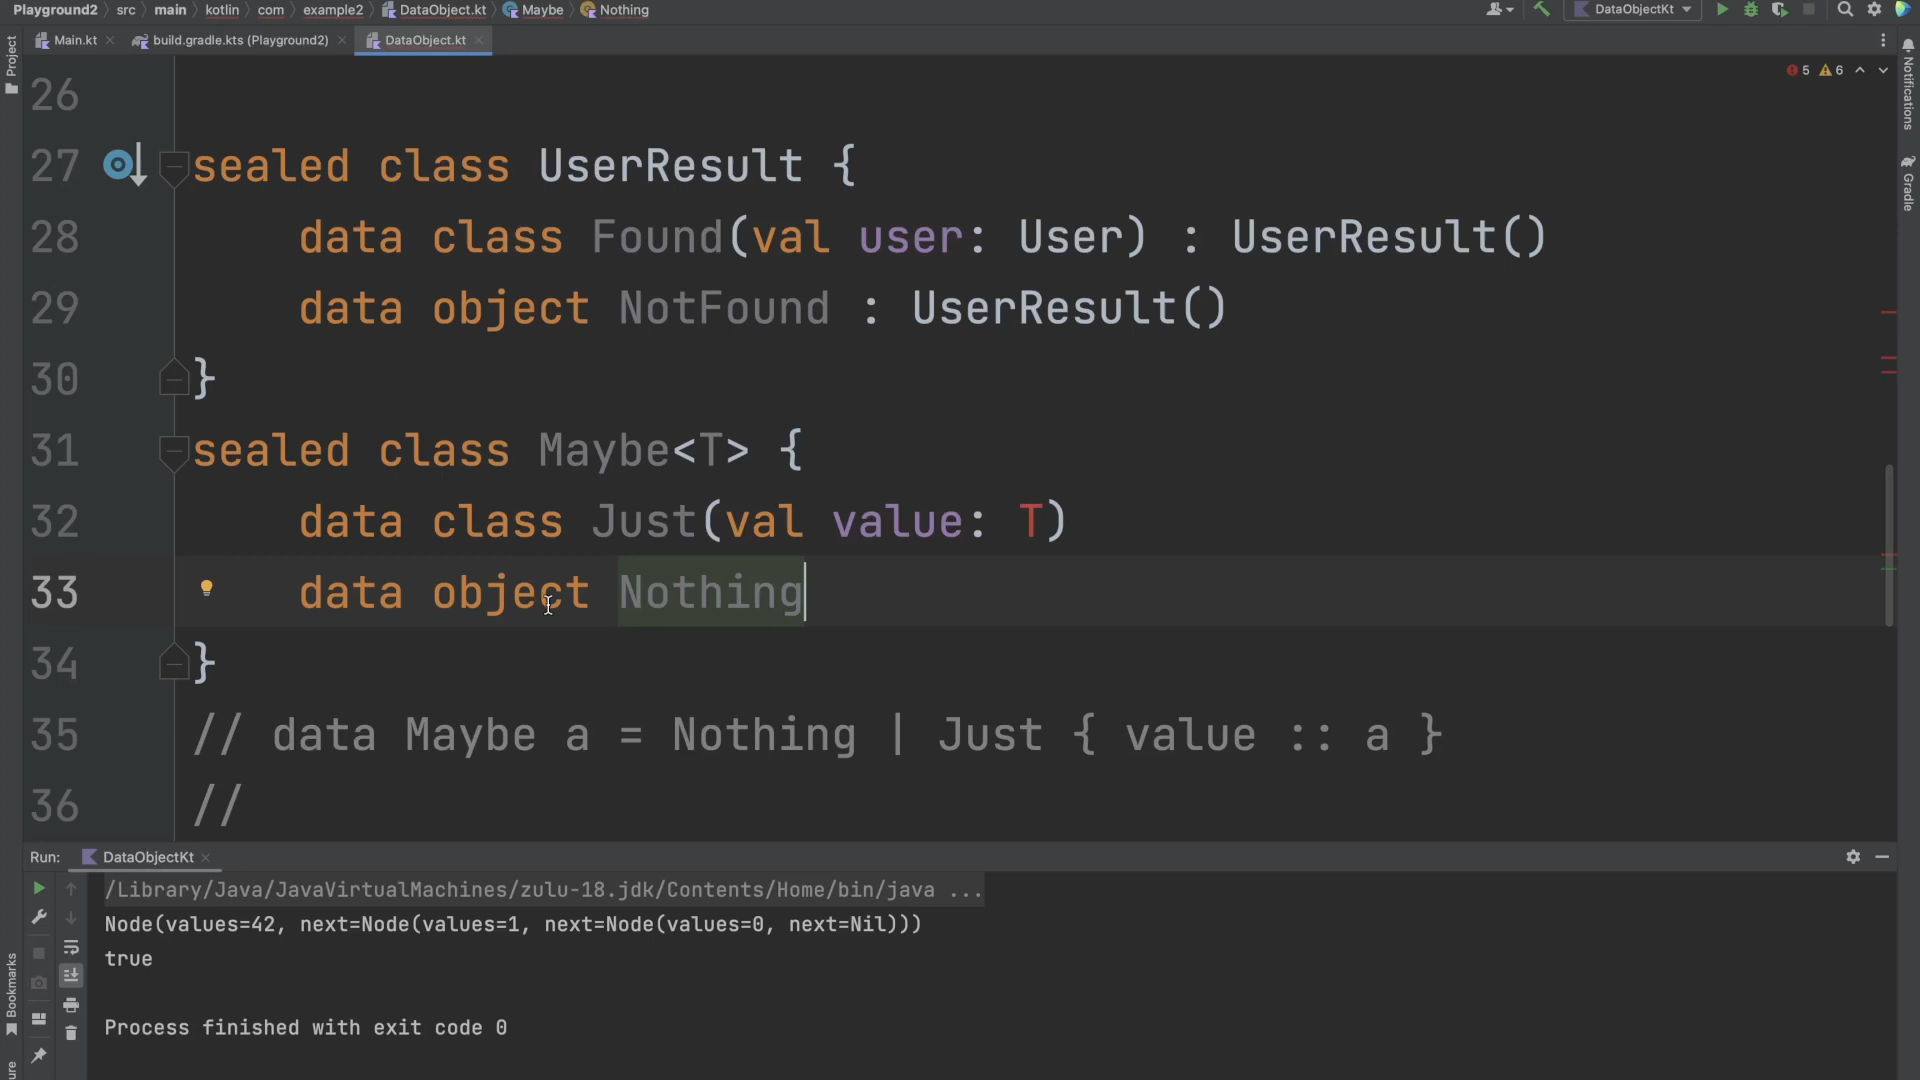 Playground2 src main kotlin com example2 DataObject.kt Maybe Nothing DataObjectKt
Main.kt build.gradle.kts (Playground2) DataObject.kt
Project
Notifications
Gradle
5 6
26
27 sealed class UserResult {
28 data class Found(val user: User) : UserResult()
29 data object NotFound : UserResult()
30 }
31 sealed class Maybe<T> {
32 data class Just(val value: T)
33 data object Nothing
34 }
35 // data Maybe a = Nothing | Just { value :: a }
36 //
Run: DataObjectKt
/Library/Java/JavaVirtualMachines/zulu-18.jdk/Contents/Home/bin/java ...
Node(values=42, next=Node(values=1, next=Node(values=0, next=Nil)))
true
Process finished with exit code 0
Bookmarks